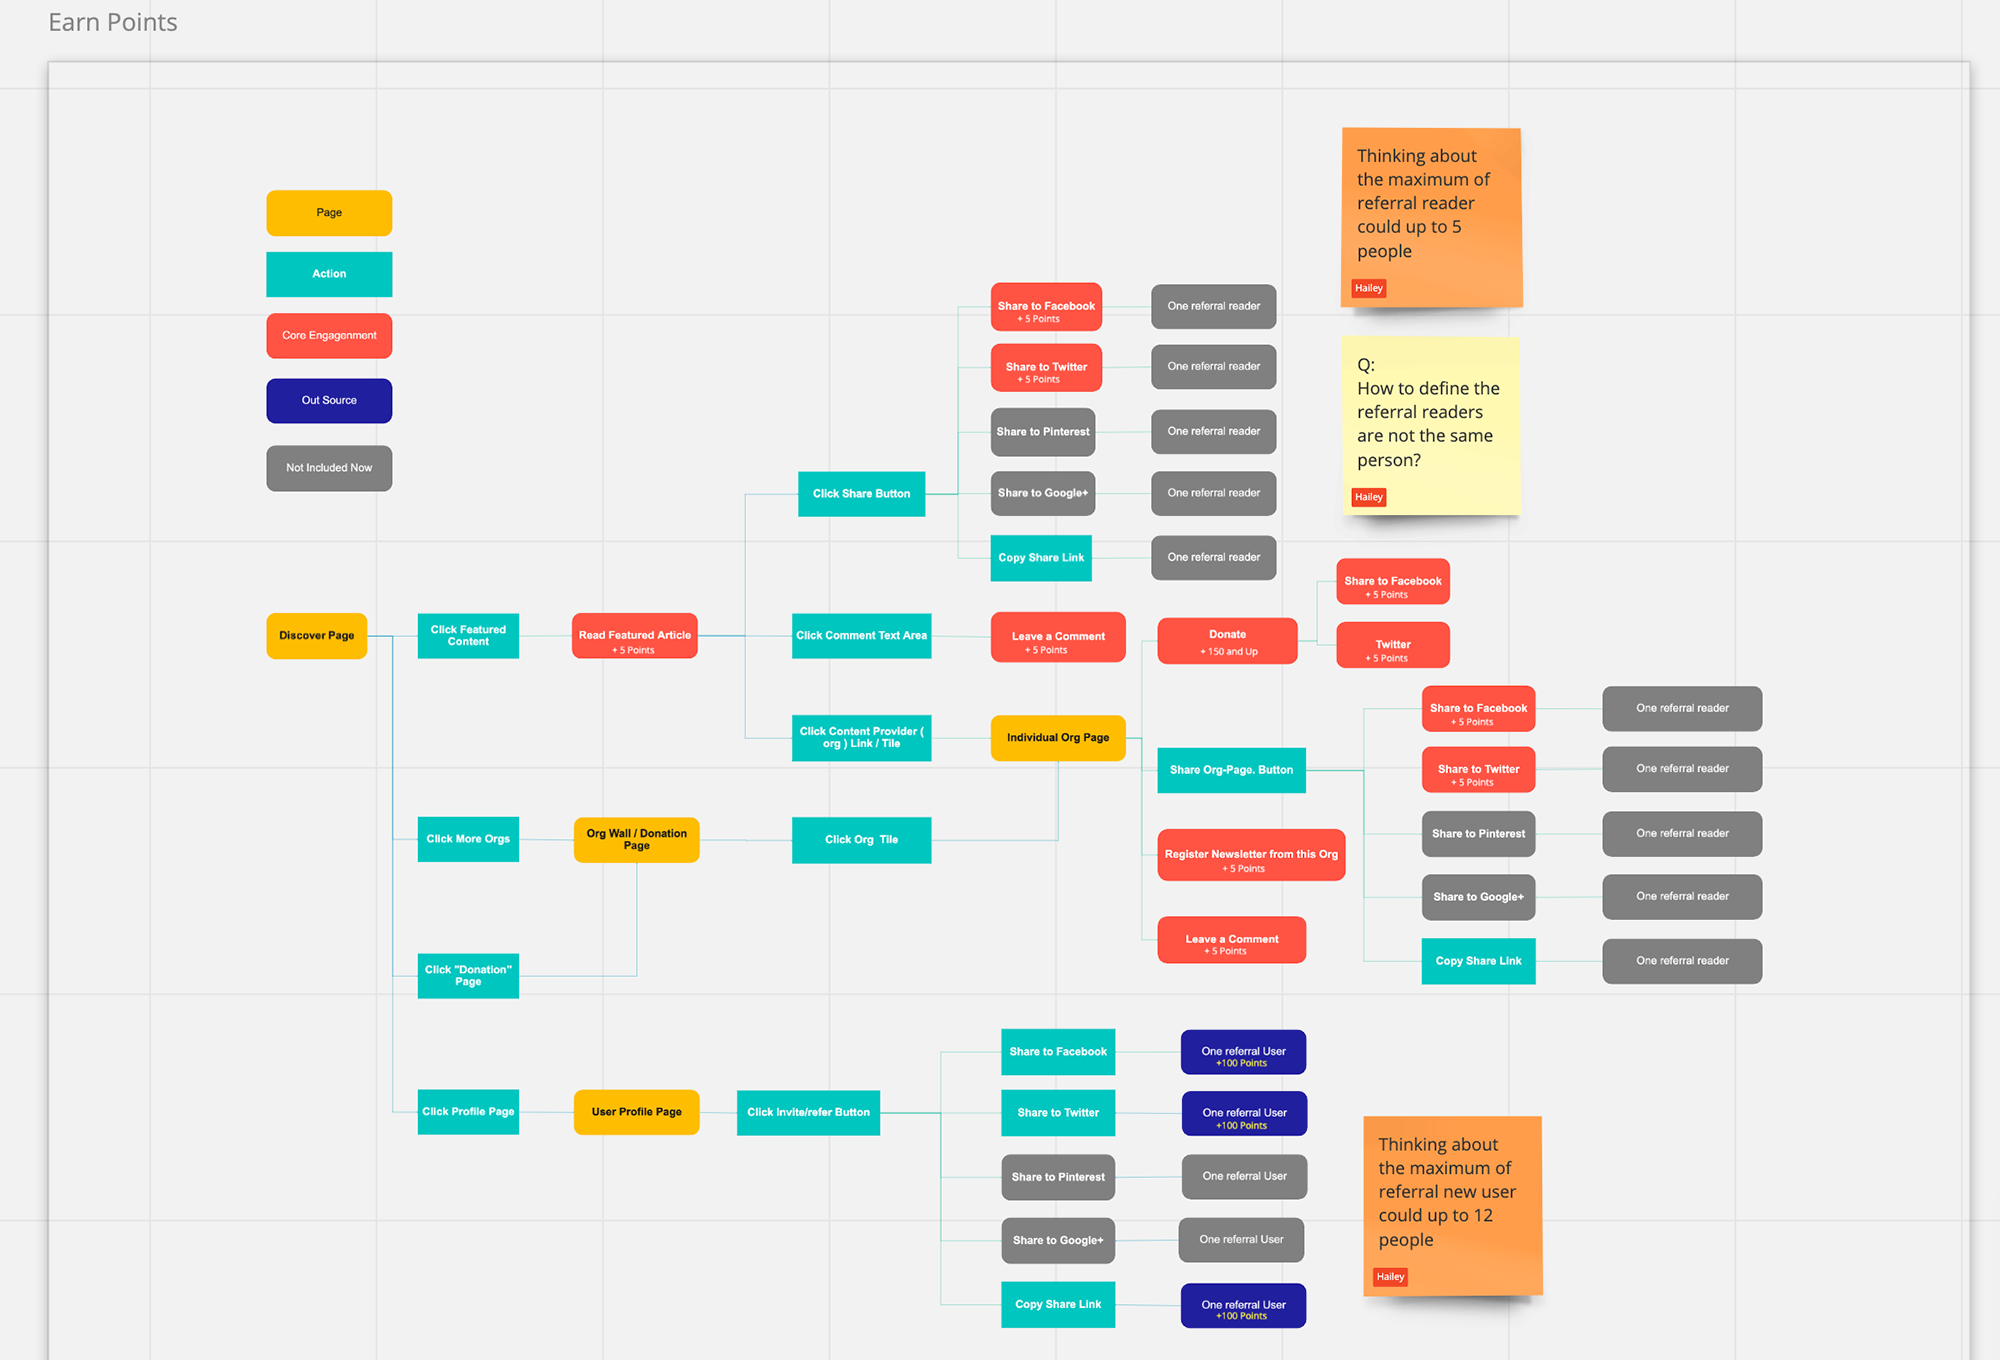 Earn Points
Page
Action
Core Engagenment
Out Source
Not Included Now
Thinking about
the maximum of
referral reader
could up to 5
people
Hailey
Q:
How to define the
referral readers
are not the same
person?
Hailey
Click Share Button
Share to Facebook
+ 5 Points
One referral reader
Share to Twitter
+ 5 Points
One referral reader
Share to Pinterest
One referral reader
Share to Google+
One referral reader
Copy Share Link
One referral reader
Discover Page
Click Featured
Content
Read Featured Article
+ 5 Points
Click Comment Text Area
Leave a Comment
+ 5 Points
Click Content Provider (
org ) Link / Tile
Individual Org Page
Donate
+ 150 and Up
Share to Facebook
+ 5 Points
Twitter
+ 5 Points
Share Org-Page. Button
Share to Facebook
+ 5 Points
One referral reader
Share to Twitter
+ 5 Points
One referral reader
Share to Pinterest
One referral reader
Share to Google+
One referral reader
Copy Share Link
One referral reader
Register Newsletter from this Org
+ 5 Points
Leave a Comment
+ 5 Points
Click More Orgs
Org Wall / Donation
Page
Click Org Tile
Click "Donation"
Page
Click Profile Page
User Profile Page
Click Invite/refer Button
Share to Facebook
One referral User
+100 Points
Share to Twitter
One referral User
+100 Points
Share to Pinterest
One referral User
Share to Google+
One referral User
Copy Share Link
One referral User
+100 Points
Thinking about
the maximum of
referral new user
could up to 12
people
Hailey